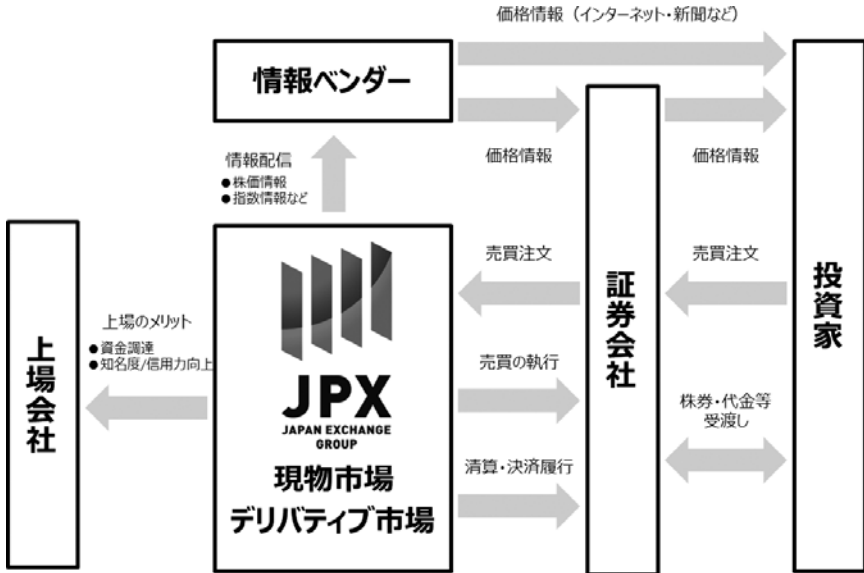 価格情報（インターネット・新聞など）
情報ベンダー
価格情報
価格情報
情報配信
●株価情報
●指数情報など
売買注文
売買注文
上場会社
上場のメリット
●資金調達
●知名度/信用力向上
JPX
JAPAN EXCHANGE
GROUP
現物市場
デリバティブ市場
売買の執行
清算・決済履行
証券会社
株券・代金等
受渡し
投資家